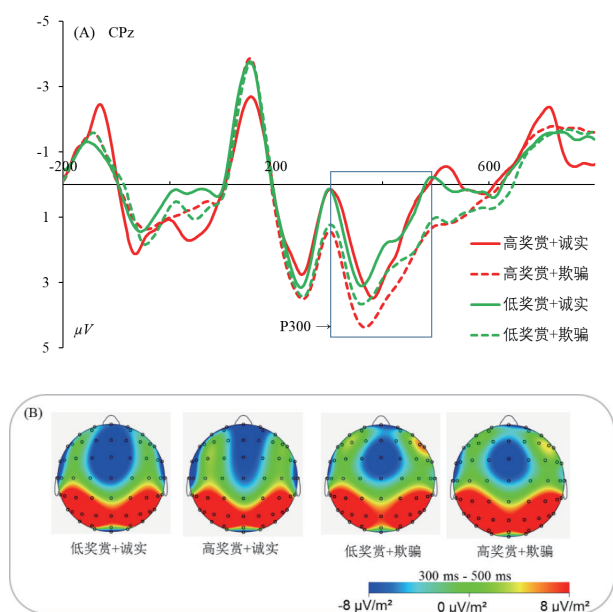 -5
(A) CPz
-3
-1
-200
200
600
1
3
5
μV
P300→
高奖赏+诚实
高奖赏+欺骗
低奖赏+诚实
低奖赏+欺骗
(B)
低奖赏+诚实
高奖赏+诚实
低奖赏+欺骗
高奖赏+欺骗
300 ms - 500 ms
-8 μV/m²
0 μV/m²
8 μV/m²